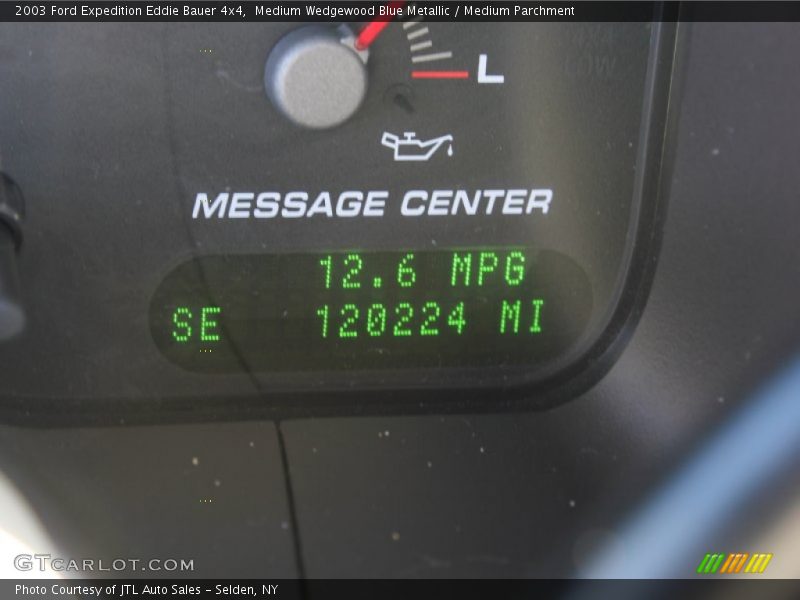 2003 Ford Expedition Eddie Bauer 4x4,  Medium Wedgewood Blue Metallic / Medium Parchment
L
MESSAGE CENTER
12.6 MPG
SE 120224 MI
GTCARLOT.COM
Photo Courtesy of JTL Auto Sales - Selden, NY